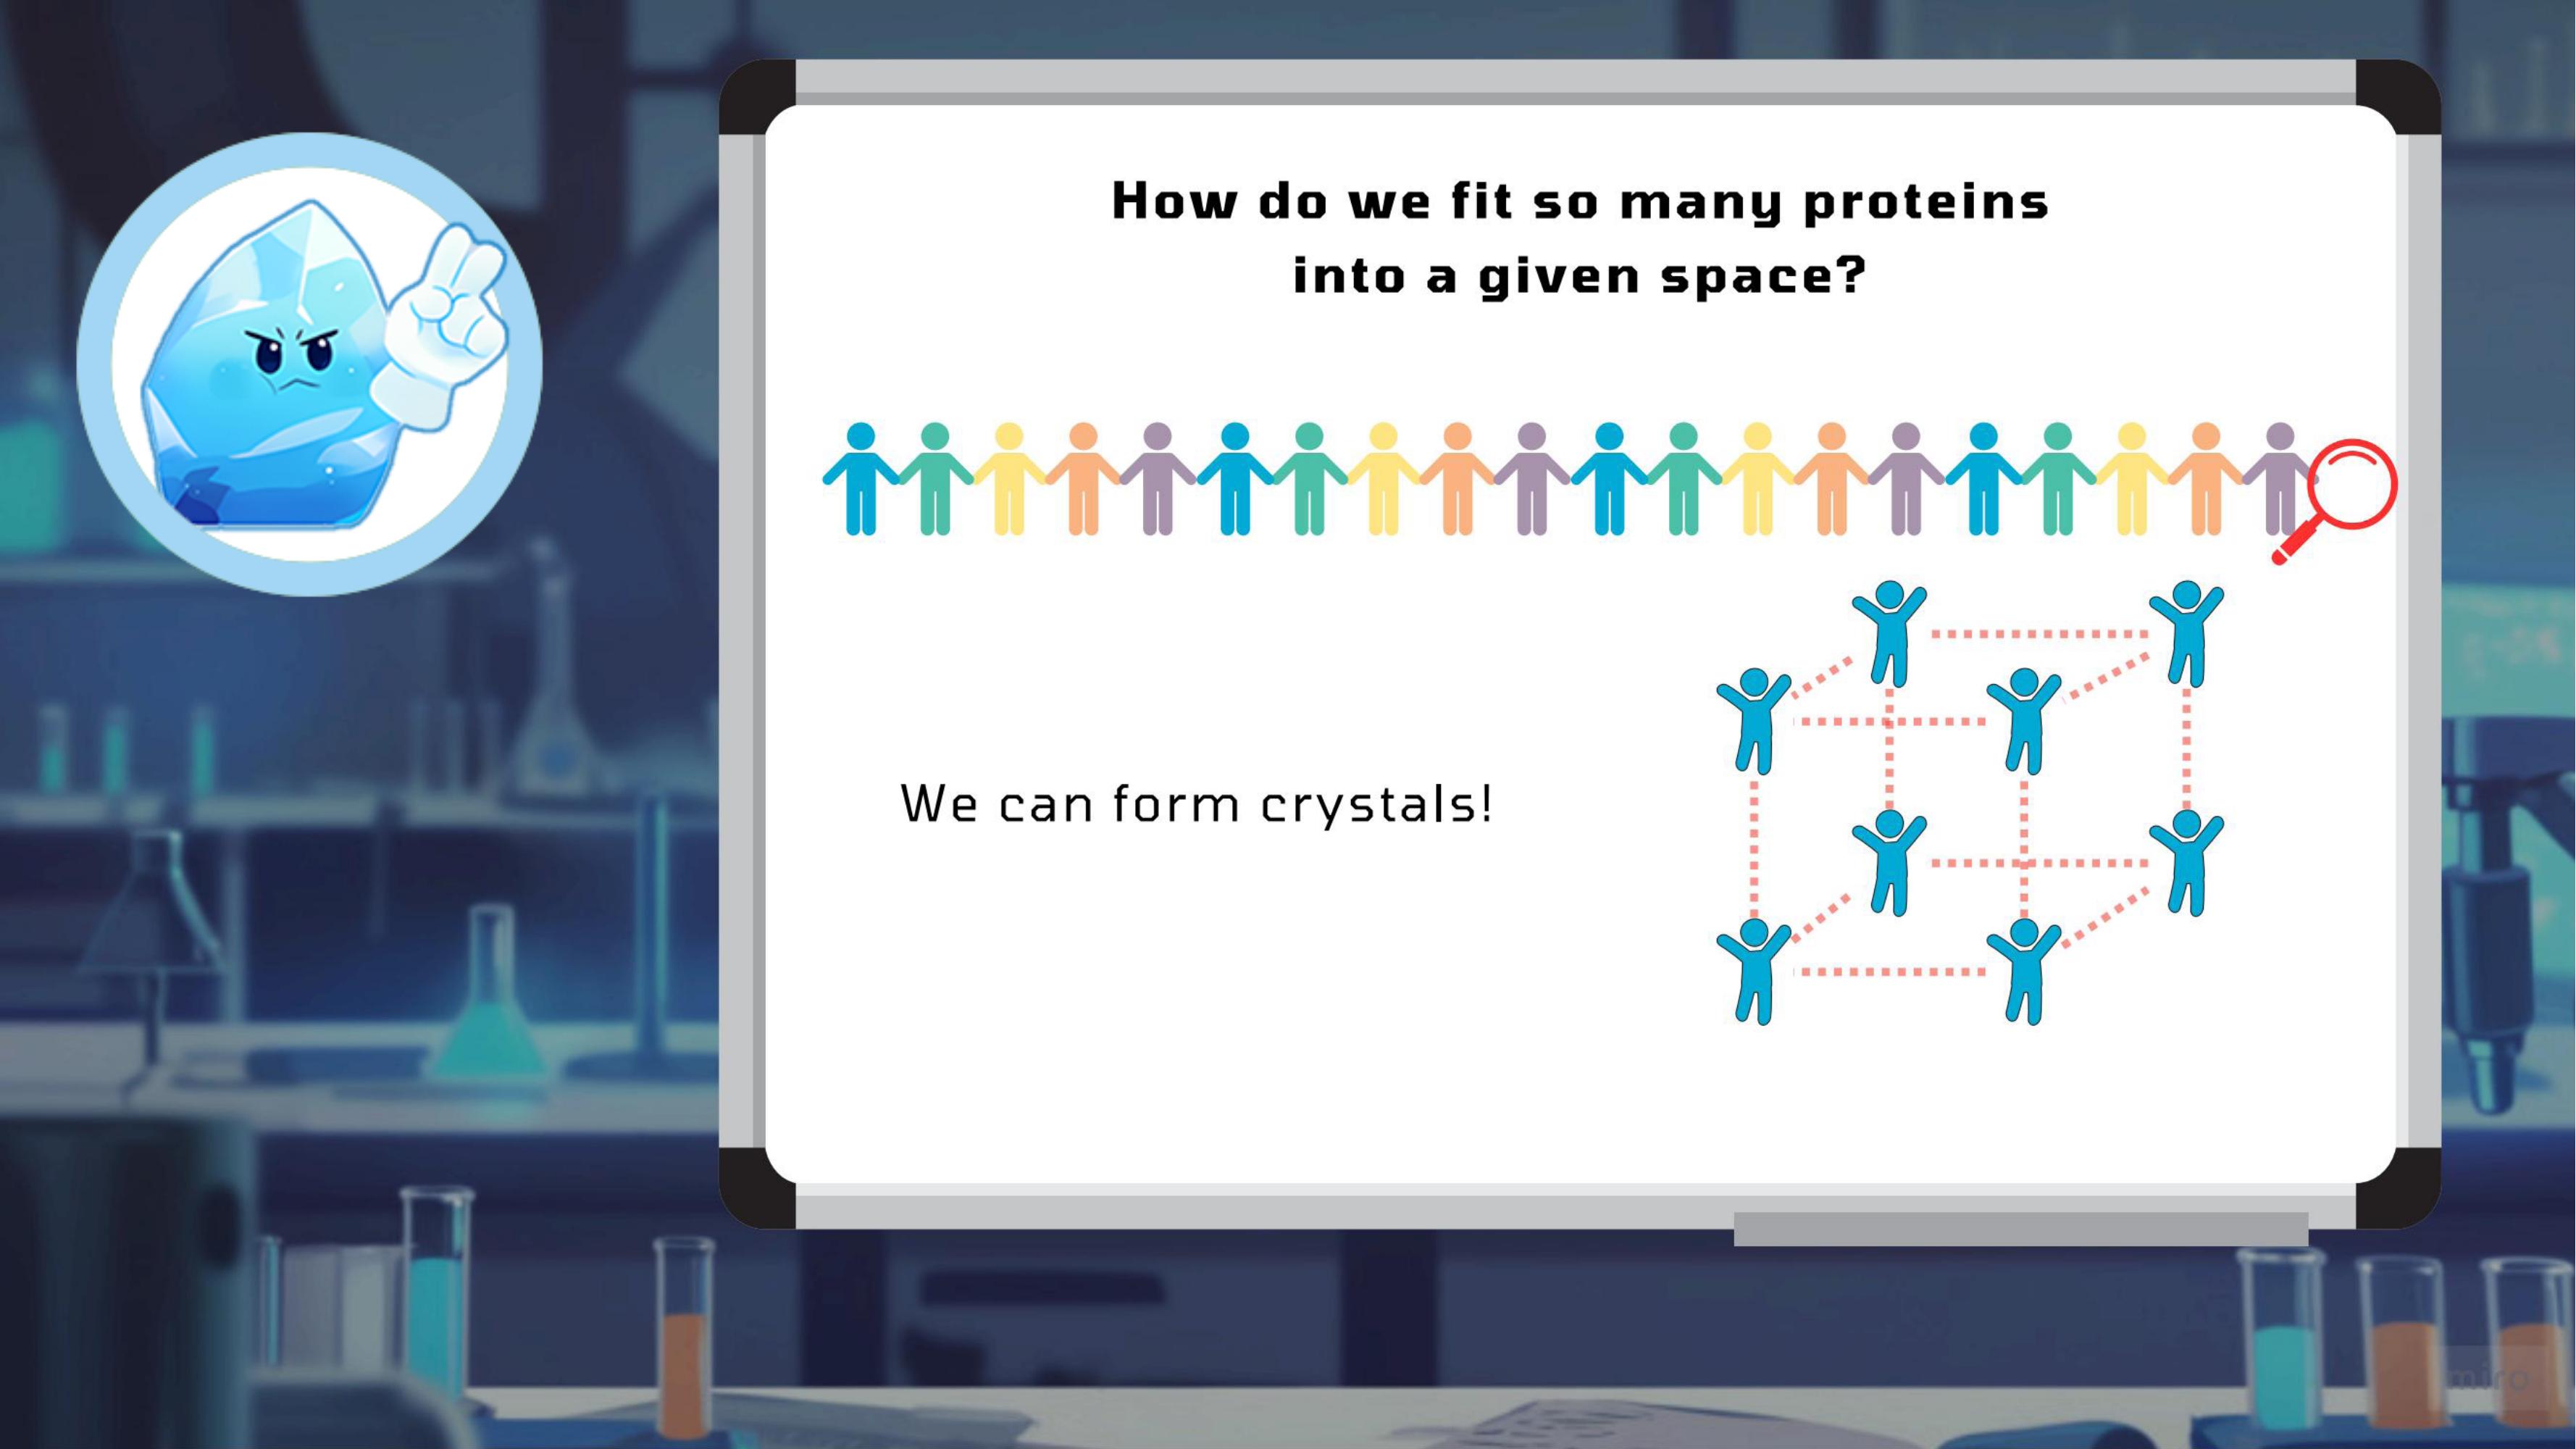 How do we fit so many proteins
into a given space?
We can form crystals!
miro